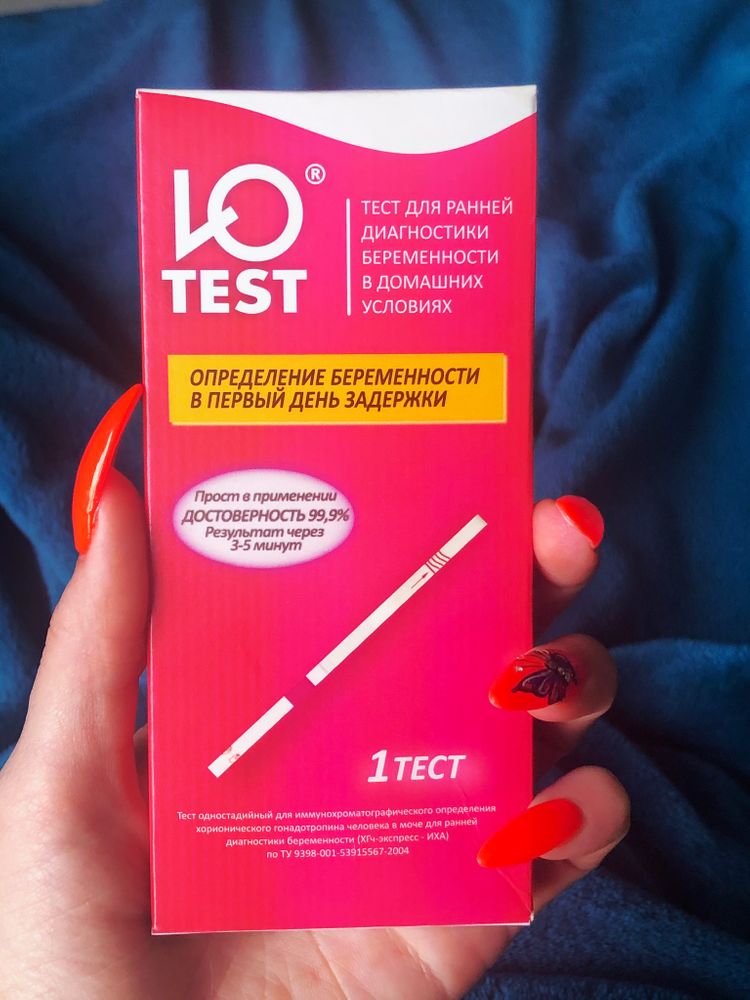 Ю®
TEST
ТЕСТ ДЛЯ РАННЕЙ
ДИАГНОСТИКИ
БЕРЕМЕННОСТИ
В ДОМАШНИХ
УСЛОВИЯХ
ОПРЕДЕЛЕНИЕ БЕРЕМЕННОСТИ
В ПЕРВЫЙ ДЕНЬ ЗАДЕРЖКИ
Прост в применении
ДОСТОВЕРНОСТЬ 99,9%
Результат через
3-5 минут
1 ТЕСТ
Тест одностадийный для иммунохроматографического определения
хорионического гонадотропина человека в моче для ранней
диагностики беременности (ХГч-экспресс - ИХА)
по ТУ 9398-001-53915567-2004